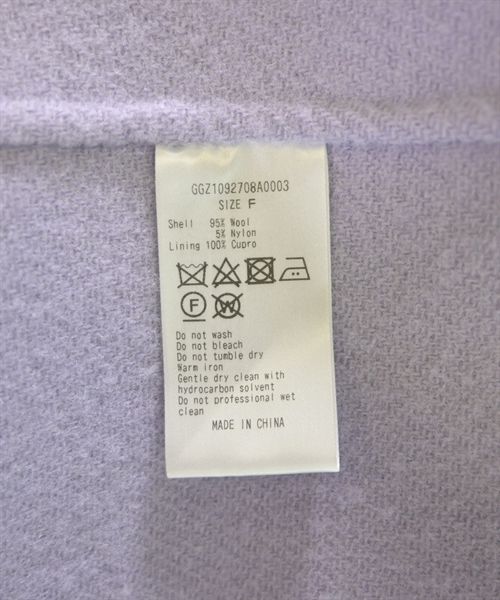 GGZ1092708A0003
SIZE F
Shell 95% Wool
5% Nylon
Lining 100% Cupro
F
W
Do not wash
Do not bleach
Do not tumble dry
Warm iron
Gentle dry clean with
hydrocarbon solvent
Do not professional wet
clean
MADE IN CHINA